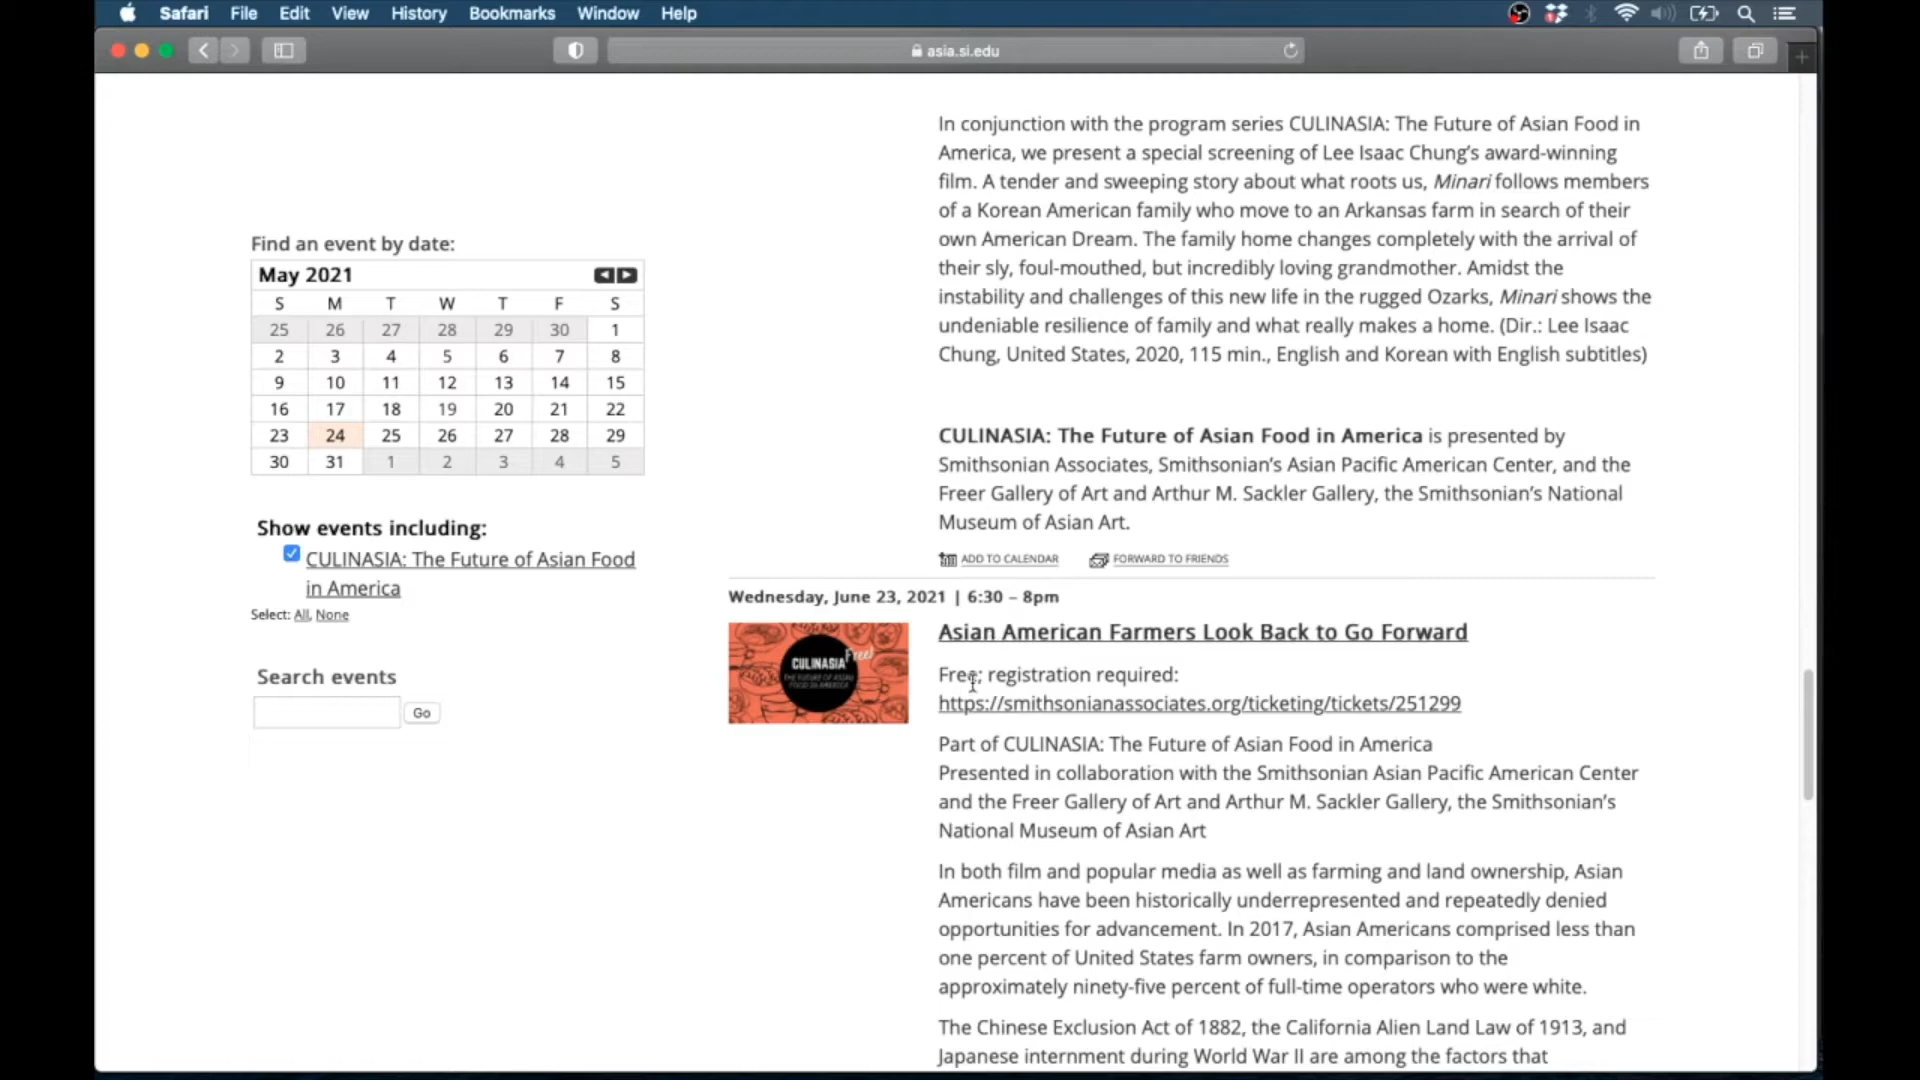 Safari File Edit View History Bookmarks Window Help
asia.si.edu
In conjunction with the program series CULINASIA: The Future of Asian Food in
America, we present a special screening of Lee Isaac Chung's award-winning
film. A tender and sweeping story about what roots us, Minari follows members
of a Korean American family who move to an Arkansas farm in search of their
own American Dream. The family home changes completely with the arrival of
their sly, foul-mouthed, but incredibly loving grandmother. Amidst the
instability and challenges of this new life in the rugged Ozarks, Minari shows the
undeniable resilience of family and what really makes a home. (Dir.: Lee Isaac
Chung, United States, 2020, 115 min., English and Korean with English subtitles)
CULINASIA: The Future of Asian Food in America is presented by
Smithsonian Associates, Smithsonian's Asian Pacific American Center, and the
Freer Gallery of Art and Arthur M. Sackler Gallery, the Smithsonian's National
Museum of Asian Art.
ADD TO CALENDAR FORWARD TO FRIENDS
Find an event by date:
May 2021
S M T W T F S
25 26 27 28 29 30 1
2 3 4 5 6 7 8
9 10 11 12 13 14 15
16 17 18 19 20 21 22
23 24 25 26 27 28 29
30 31 1 2 3 4 5
Show events including:
CULINASIA: The Future of Asian Food
in America
Select: All, None
Search events
Go
Wednesday, June 23, 2021 | 6:30 – 8pm
CULINASIA Free!
THE FUTURE OF ASIAN
FOOD IN AMERICA
Asian American Farmers Look Back to Go Forward
Free; registration required:
https://smithsonianassociates.org/ticketing/tickets/251299
Part of CULINASIA: The Future of Asian Food in America
Presented in collaboration with the Smithsonian Asian Pacific American Center
and the Freer Gallery of Art and Arthur M. Sackler Gallery, the Smithsonian's
National Museum of Asian Art
In both film and popular media as well as farming and land ownership, Asian
Americans have been historically underrepresented and repeatedly denied
opportunities for advancement. In 2017, Asian Americans comprised less than
one percent of United States farm owners, in comparison to the
approximately ninety-five percent of full-time operators who were white.
The Chinese Exclusion Act of 1882, the California Alien Land Law of 1913, and
Japanese internment during World War II are among the factors that